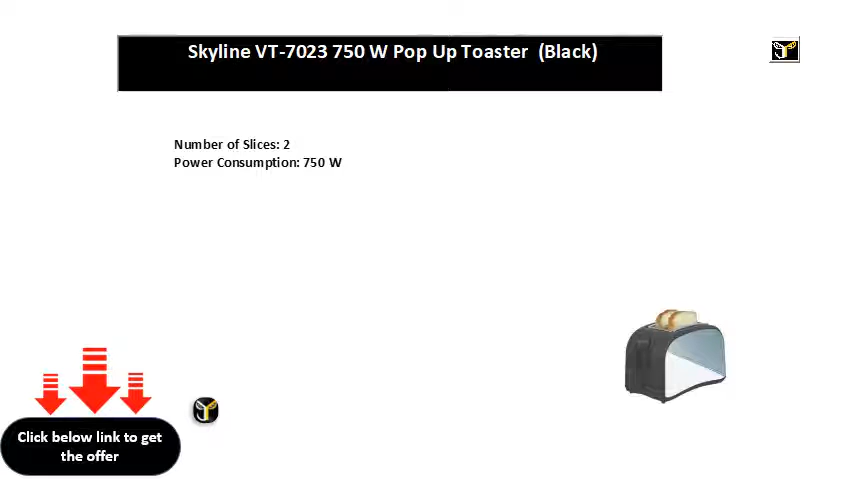 Skyline VT-7023 750 W Pop Up Toaster (Black)
Number of Slices: 2
Power Consumption: 750 W
Click below link to get
the offer